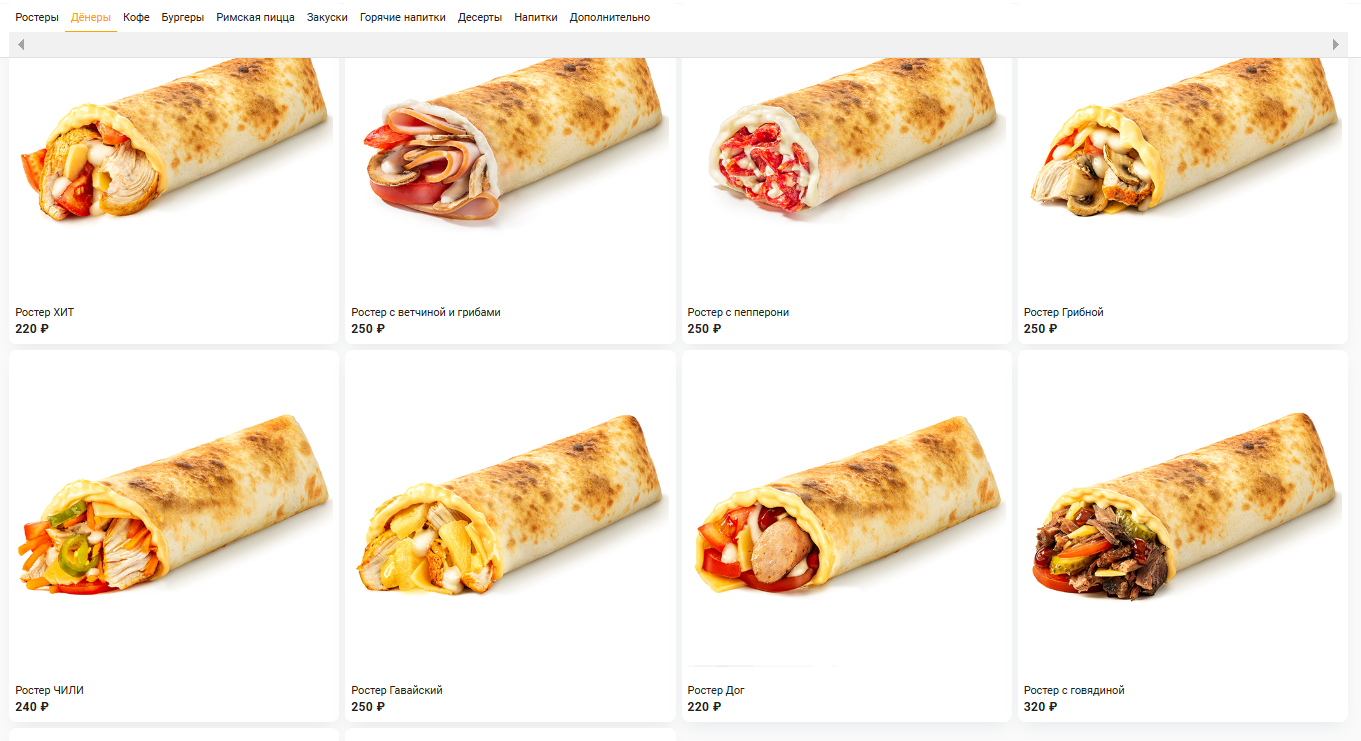 Ростеры Дёнеры Кофе Бургеры Римская пицца Закуски Горячие напитки Десерты Напитки Дополнительно
Ростер ХИТ
220 ₽
Ростер с ветчиной и грибами
250 ₽
Ростер с пепперони
250 ₽
Ростер Грибной
250 ₽
Ростер ЧИЛИ
240 ₽
Ростер Гавайский
250 ₽
Ростер Дог
220 ₽
Ростер с говядиной
320 ₽